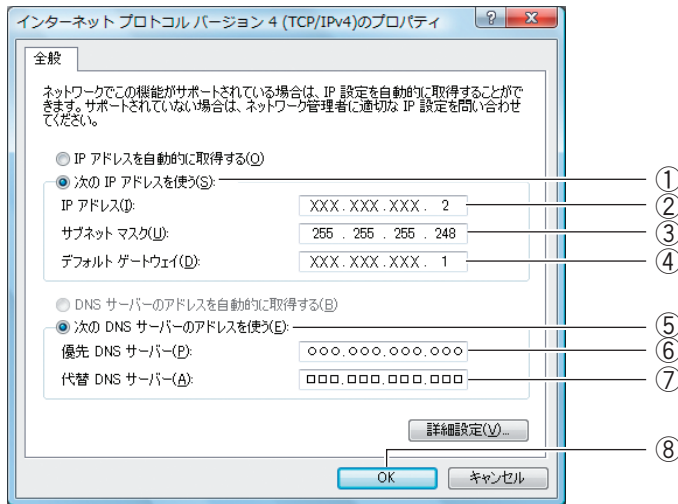 インターネット プロトコル バージョン 4 (TCP/IPv4)のプロパティ
全般
ネットワークでこの機能がサポートされている場合は、IP 設定を自動的に取得することがで
きます。サポートされていない場合は、ネットワーク管理者に適切な IP 設定を問い合わせ
てください。
IP アドレスを自動的に取得する(O)
次の IP アドレスを使う(S): ①
IP アドレス(I): XXX . XXX . XXX . 2 ②
サブネット マスク(U): 255 . 255 . 255 . 248 ③
デフォルト ゲートウェイ(D): XXX . XXX . XXX . 1 ④
DNS サーバーのアドレスを自動的に取得する(B)
次の DNS サーバーのアドレスを使う(E): ⑤
優先 DNS サーバー(P): ○○○.○○○.○○○.○○○ ⑥
代替 DNS サーバー(A): □□□.□□□.□□□.□□□ ⑦
詳細設定(V)...
⑧
OK キャンセル